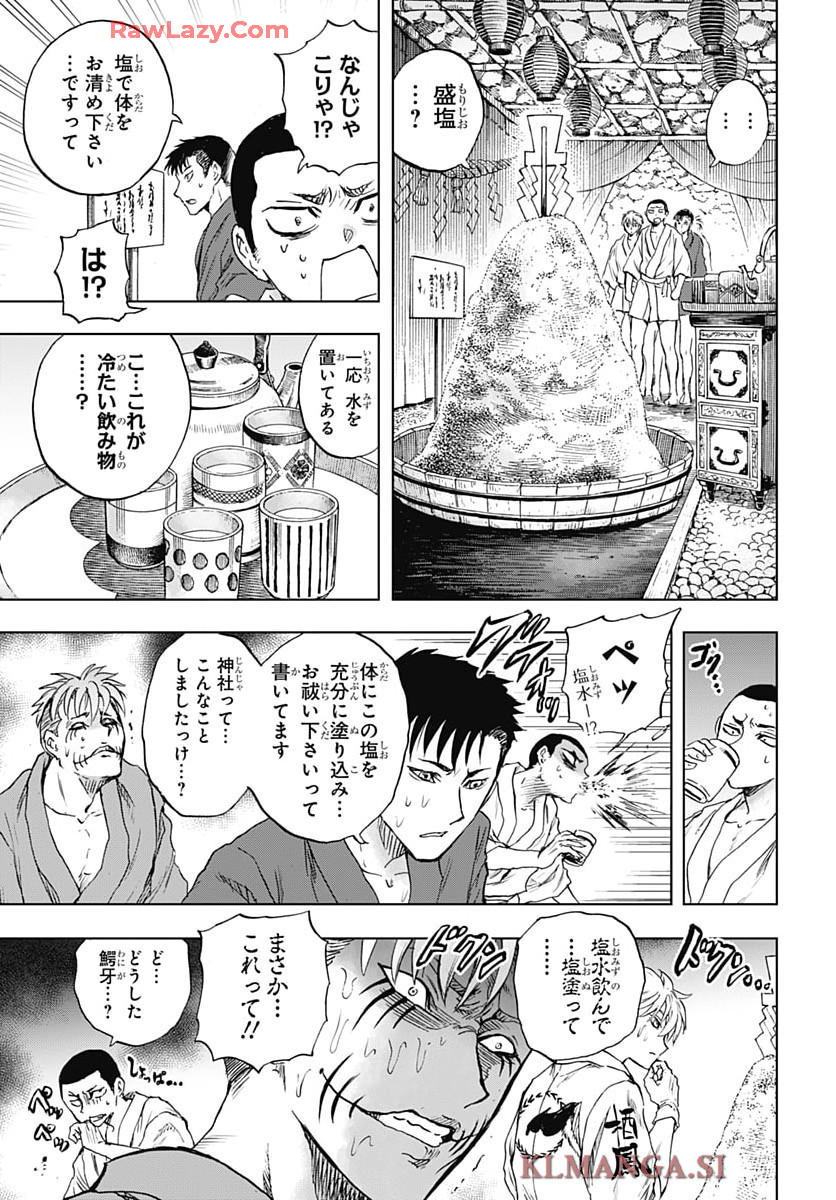 RawLazy.Com
……
盛塩
…?
なんじゃ
こりゃ!?
塩で体を
お清め下さい
…ですって
は!?
一応 水を
置いてある
こ…これが
冷たい飲み物
……?
ゴク…
ペッ
塩水ー!?
体にこの塩を
充分に塗り込み…
お祓い下さいって
書いてます
神社って…
こんなこと
しましたっけ…?
ドクン
塩水飲んで
…塩塗って
……
ドクン
まさか…
これって!!
ど…
どうした
鰐牙…?
しょっぱ…
ペッペッ
KLMANGA.SI